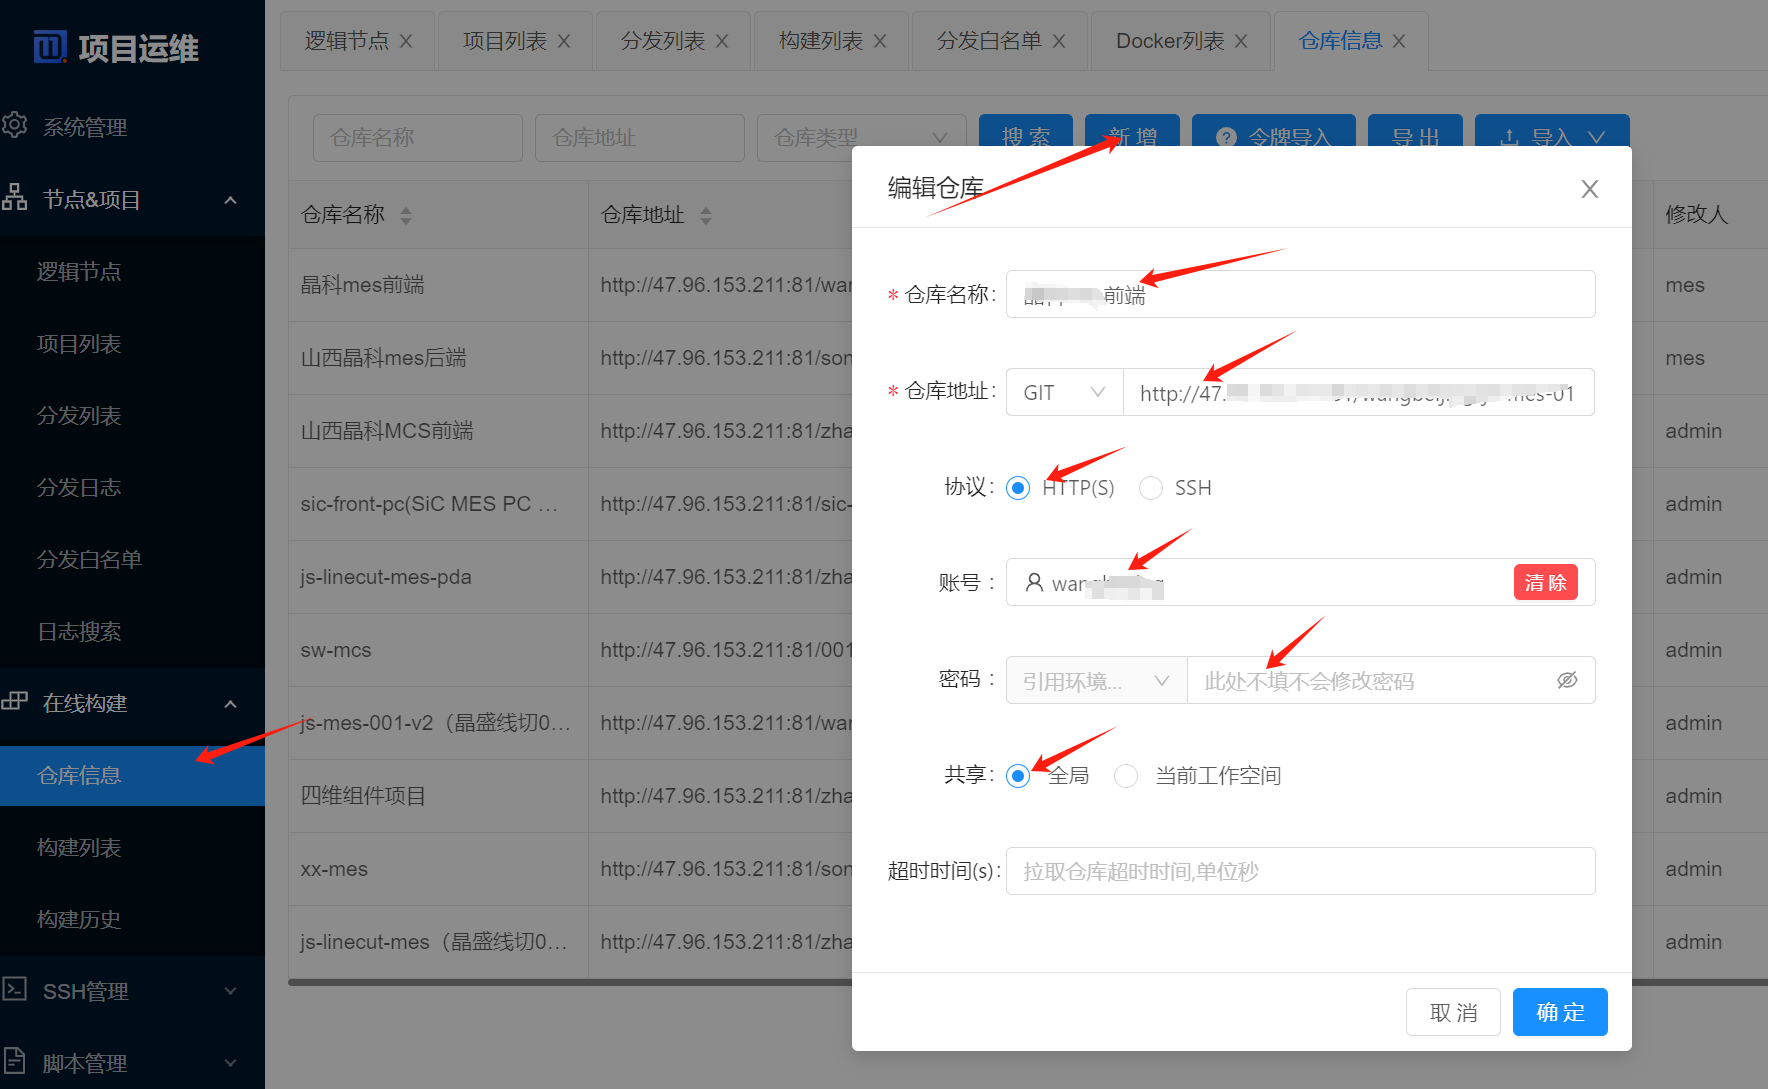 项目运维
系统管理
节点&项目
逻辑节点
项目列表
分发列表
分发日志
分发白名单
日志搜索
在线构建
仓库信息
构建列表
构建历史
SSH管理
脚本管理
逻辑节点 项目列表 分发列表 构建列表 分发白名单 Docker列表 仓库信息
仓库名称 仓库地址 仓库类型 搜 索 新 增 令牌导入 导 出 导入
仓库名称 仓库地址 修改人
晶科mes前端 http://47.96.153.211:81/wan mes
山西晶科mes后端 http://47.96.153.211:81/son mes
山西晶科MCS前端 http://47.96.153.211:81/zha admin
sic-front-pc(SiC MES PC ... http://47.96.153.211:81/sic- admin
js-linecut-mes-pda http://47.96.153.211:81/zha admin
sw-mcs http://47.96.153.211:81/001 admin
js-mes-001-v2（晶盛线切0... http://47.96.153.211:81/war admin
四维组件项目 http://47.96.153.211:81/zha admin
xx-mes http://47.96.153.211:81/son admin
js-linecut-mes（晶盛线切0... http://47.96.153.211:81/zha admin
编辑仓库
* 仓库名称: 前端
* 仓库地址: GIT http://47. mes-01
协议: HTTP(S) SSH
账号: 清 除
密码: 引用环境... 此处不填不会修改密码
共享: 全局 当前工作空间
超时时间(s): 拉取仓库超时时间,单位秒
取 消 确 定